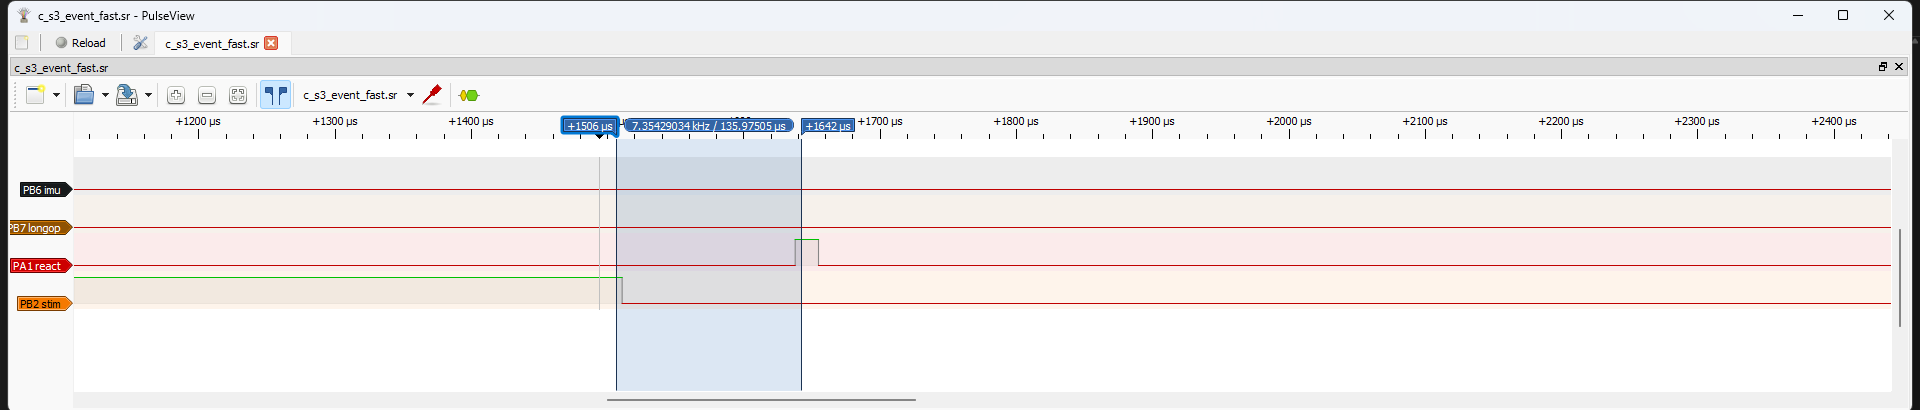 c_s3_event_fast.sr - PulseView
Reload
c_s3_event_fast.sr
c_s3_event_fast.sr
c_s3_event_fast.sr
+1200 µs +1300 µs +1400 µs +1506 µs 7.35429034 kHz / 135.97505 µs +1642 µs +1700 µs +1800 µs +1900 µs +2000 µs +2100 µs +2200 µs +2300 µs +2400 µs
PB6 imu
PB7 longop
PA1 react
PB2 stim